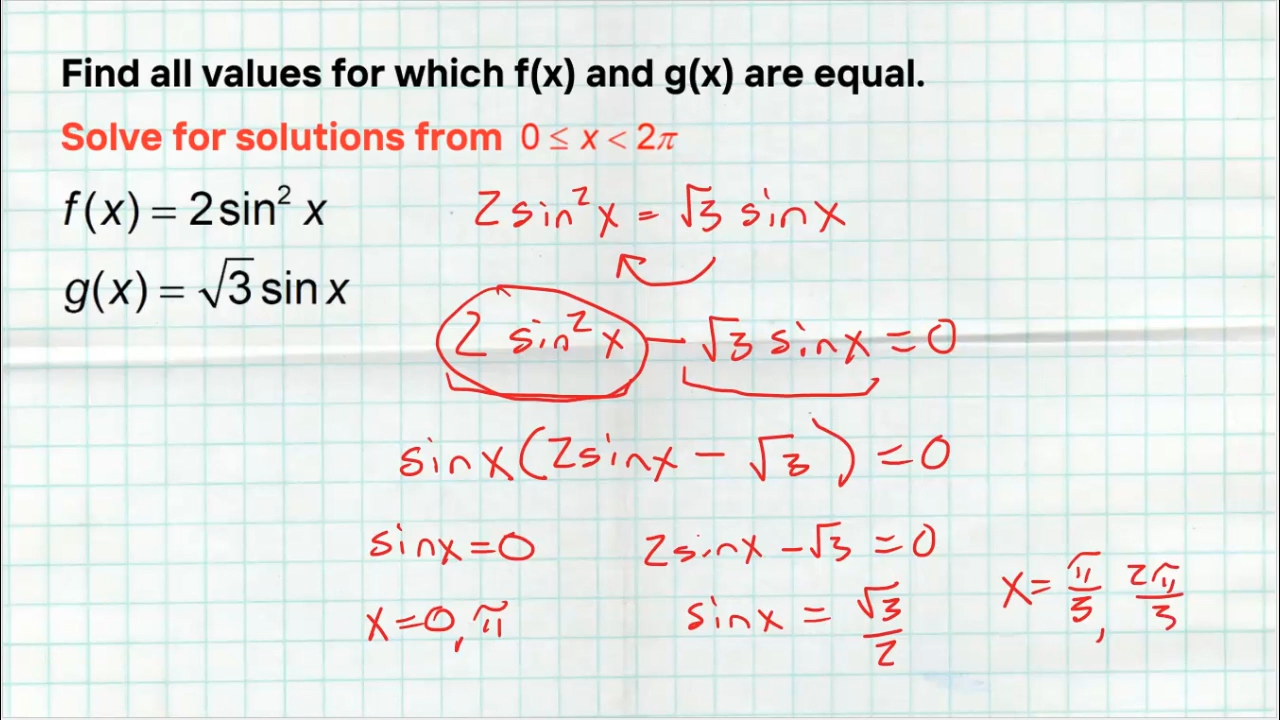 Find all values for which f(x) and g(x) are equal.
Solve for solutions from 0 ≤ x < 2π
f(x) = 2sin² x
g(x) = √3 sin x
2sin²x = √3 sinx
2 sin²x - √3 sinx = 0
sinx(2sinx - √3) = 0
sinx=0
2sinx - √3 = 0
x=0, π
sinx = √3/2
x= π/3, 2π/3